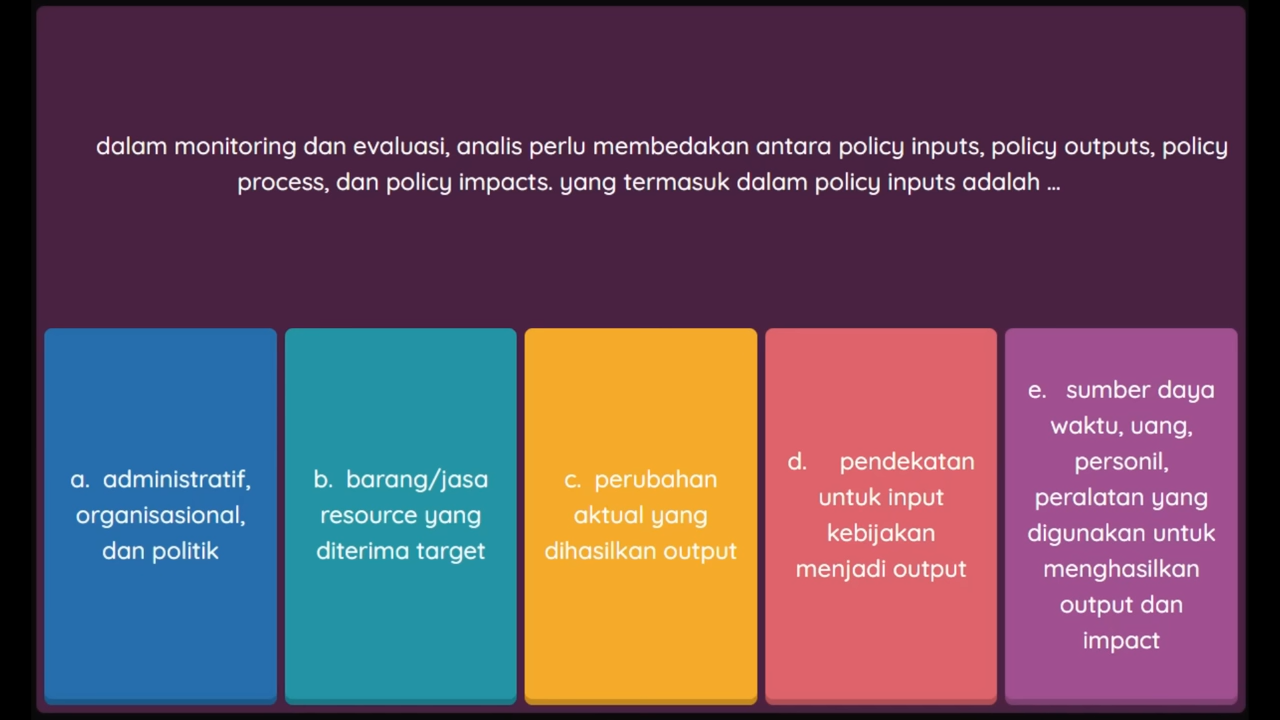 dalam monitoring dan evaluasi, analis perlu membedakan antara policy inputs, policy outputs, policy
process, dan policy impacts. yang termasuk dalam policy inputs adalah ...
a. administratif,
organisasional,
dan politik
b. barang/jasa
resource yang
diterima target
c. perubahan
aktual yang
dihasilkan output
d. pendekatan
untuk input
kebijakan
menjadi output
e. sumber daya
waktu, uang,
personil,
peralatan yang
digunakan untuk
menghasilkan
output dan
impact